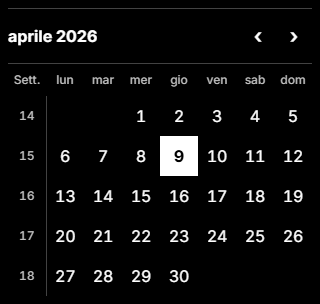 aprile 2026
Sett. lun mar mer gio ven sab dom
14 1 2 3 4 5
15 6 7 8 9 10 11 12
16 13 14 15 16 17 18 19
17 20 21 22 23 24 25 26
18 27 28 29 30